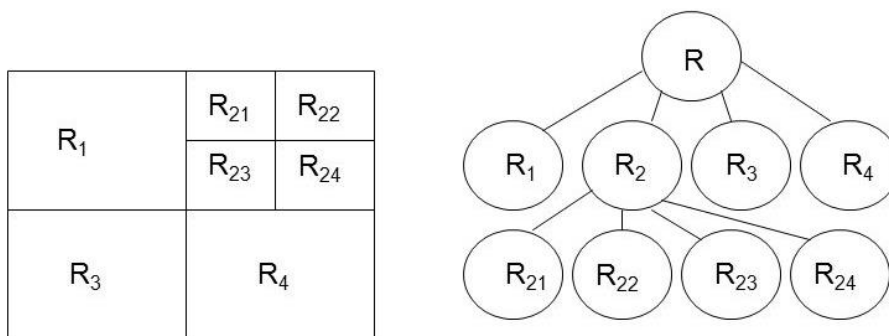 R₁ R₂₁ R₂₂
R₂₃ R₂₄
R₃ R₄
R
R₁ R₂ R₃ R₄
R₂₁ R₂₂ R₂₃ R₂₄